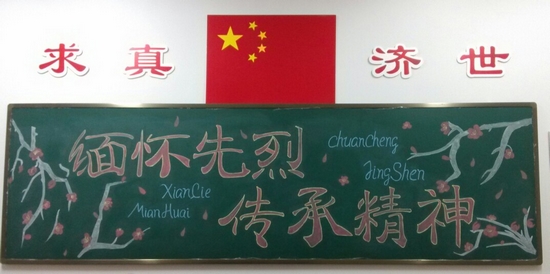 求真 济世
缅怀先烈
chuancheng
JingShen
XianLie
MianHuai
传承精神